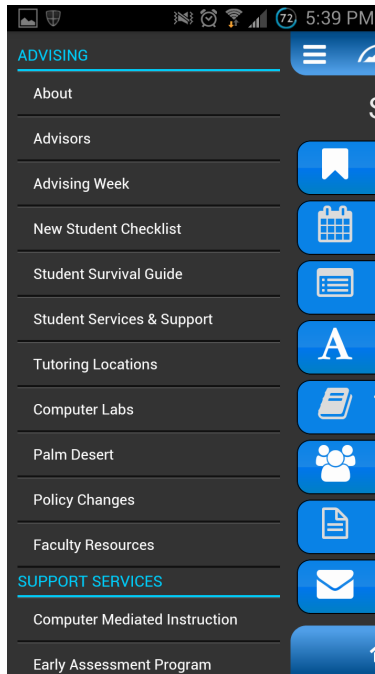 72 5:39 PM
ADVISING
About
Advisors
Advising Week
New Student Checklist
Student Survival Guide
Student Services & Support
Tutoring Locations
Computer Labs
Palm Desert
Policy Changes
Faculty Resources
SUPPORT SERVICES
Computer Mediated Instruction
Early Assessment Program
S
A